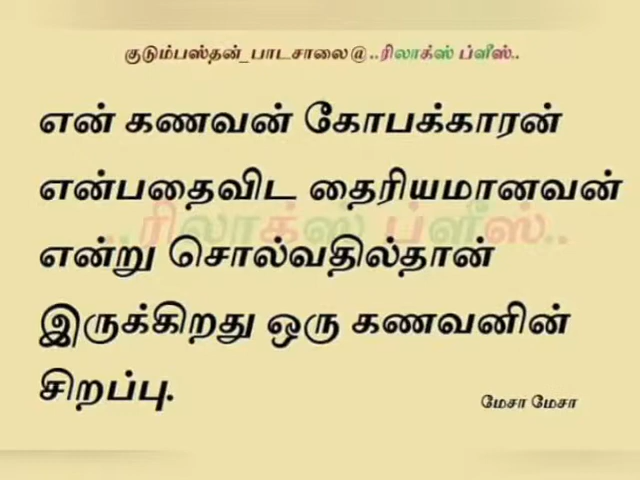 குடும்பஸ்தன்_பாடசாலை@..ரிலாக்ஸ் ப்ளீஸ்..
என் கணவன் கோபக்காரன்
என்பதைவிட தைரியமானவன்
..ரிலாக்ஸ் ப்ளீஸ்..
என்று சொல்வதில்தான்
இருக்கிறது ஒரு கணவனின்
சிறப்பு.
மேசா மேசா